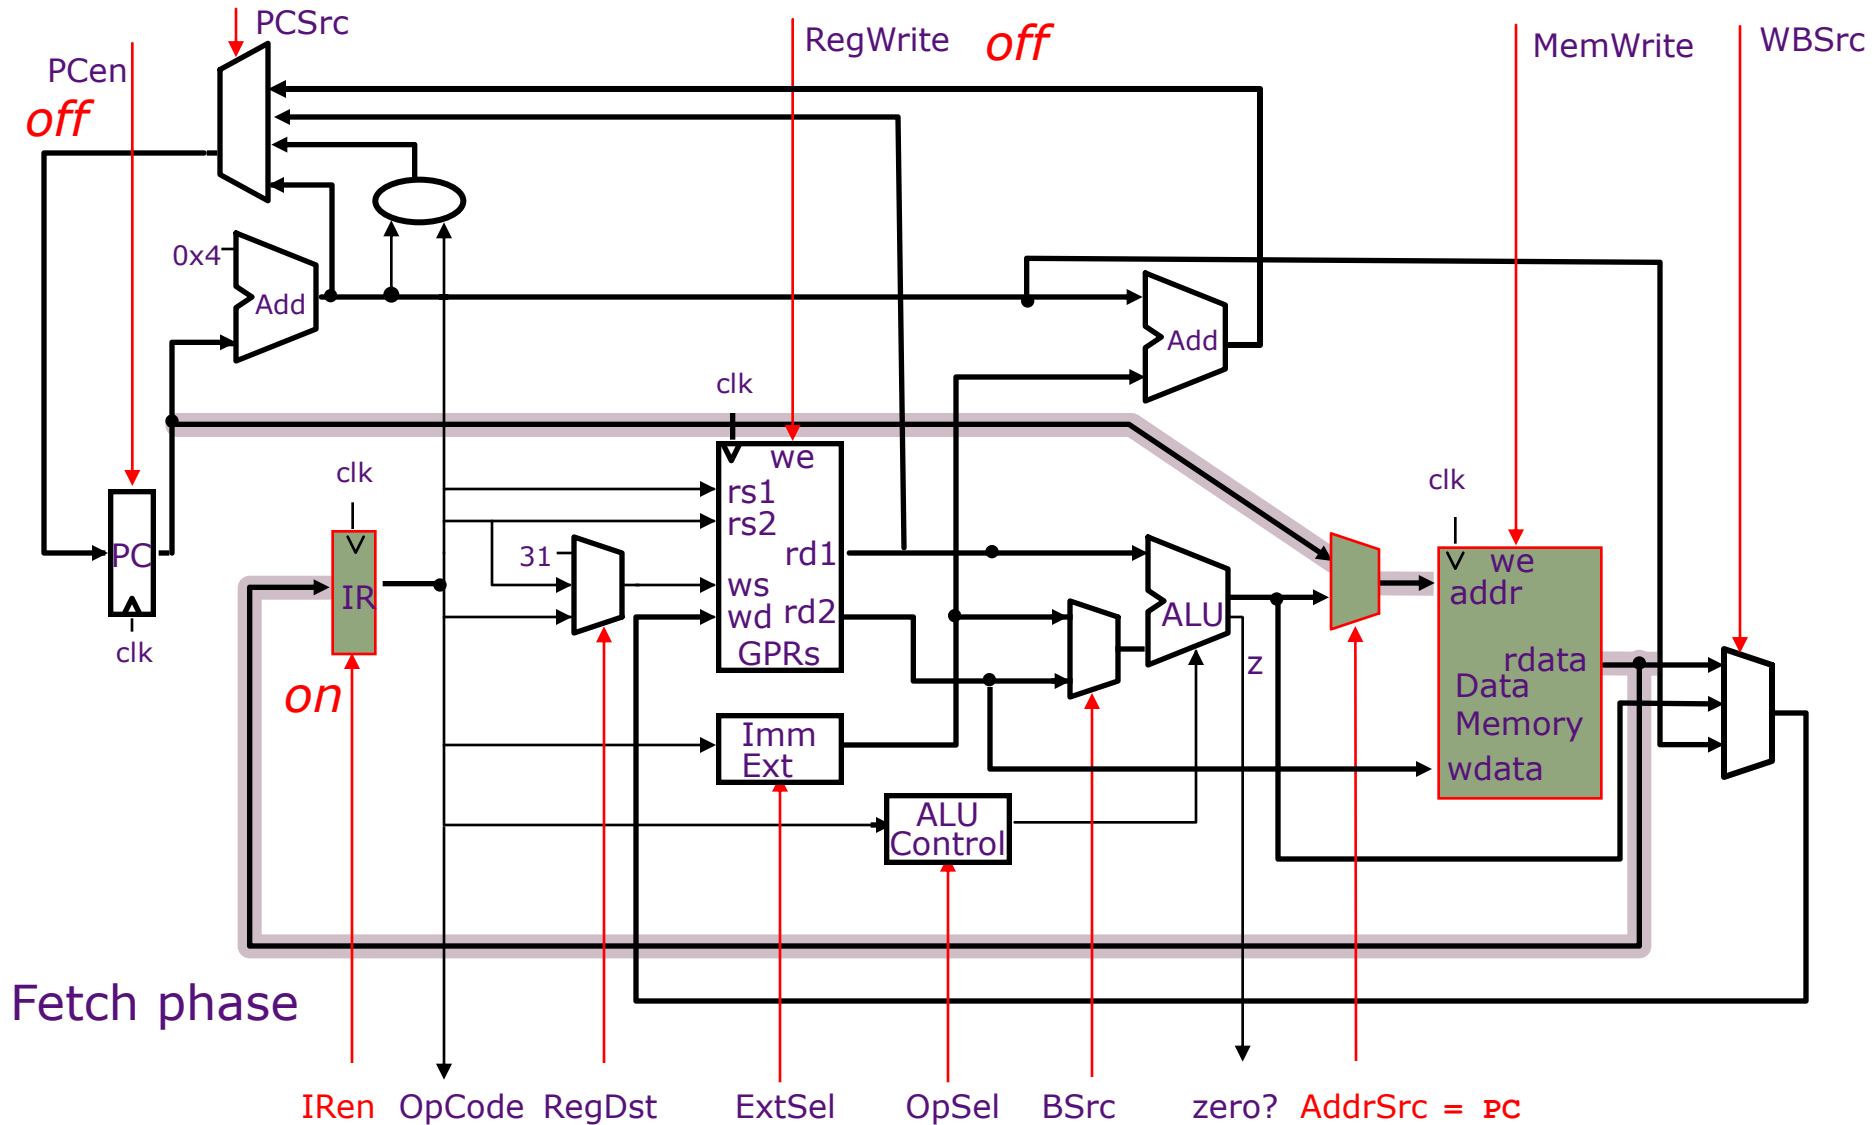 PCSrc
RegWrite
off
MemWrite
WBSrc
PCen
off
0x4
Add
Add
clk
we
clk
clk
rs1
rs2
we
31
rd1
PC
addr
IR
ws
wd
rd2
ALU
clk
GPRs
z
rdata
on
Data
Memory
Imm
Ext
wdata
ALU
Control
Fetch phase
IRen
OpCode
RegDst
ExtSel
OpSel
BSrc
zero?
AddrSrc = PC